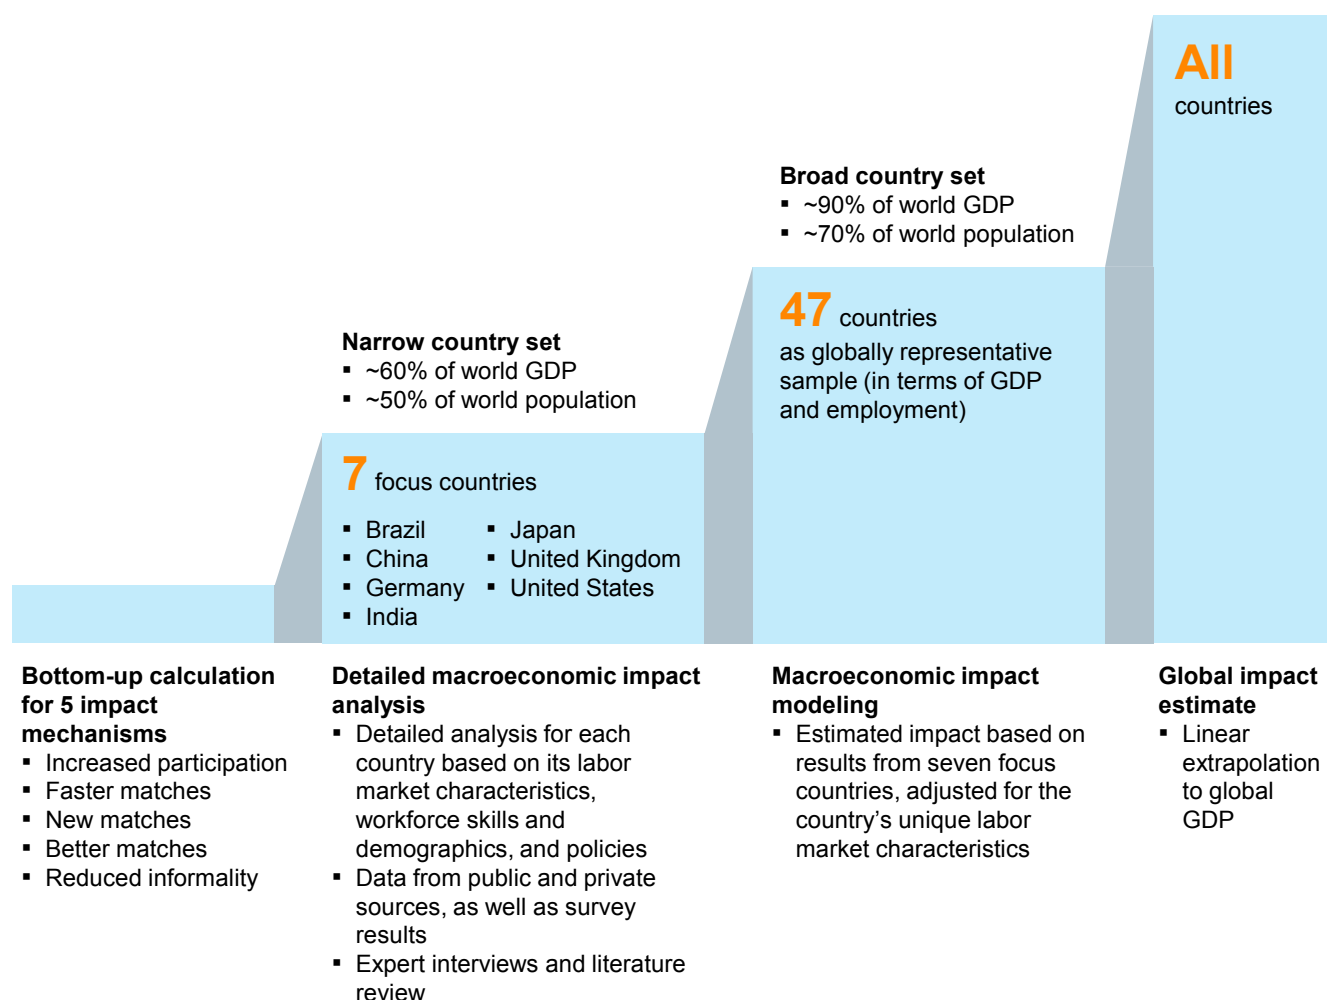 All
countries
Broad country set
▪ ~90% of world GDP
▪ ~70% of world population
47 countries
as globally representative
sample (in terms of GDP
and employment)
Narrow country set
▪ ~60% of world GDP
▪ ~50% of world population
7 focus countries
▪ Brazil
▪ China
▪ Germany
▪ India
▪ Japan
▪ United Kingdom
▪ United States
Bottom-up calculation
for 5 impact
mechanisms
▪ Increased participation
▪ Faster matches
▪ New matches
▪ Better matches
▪ Reduced informality
Detailed macroeconomic impact
analysis
▪ Detailed analysis for each
country based on its labor
market characteristics,
workforce skills and
demographics, and policies
▪ Data from public and private
sources, as well as survey
results
▪ Expert interviews and literature
review
Macroeconomic impact
modeling
▪ Estimated impact based on
results from seven focus
countries, adjusted for the
country’s unique labor
market characteristics
Global impact
estimate
▪ Linear
extrapolation
to global
GDP